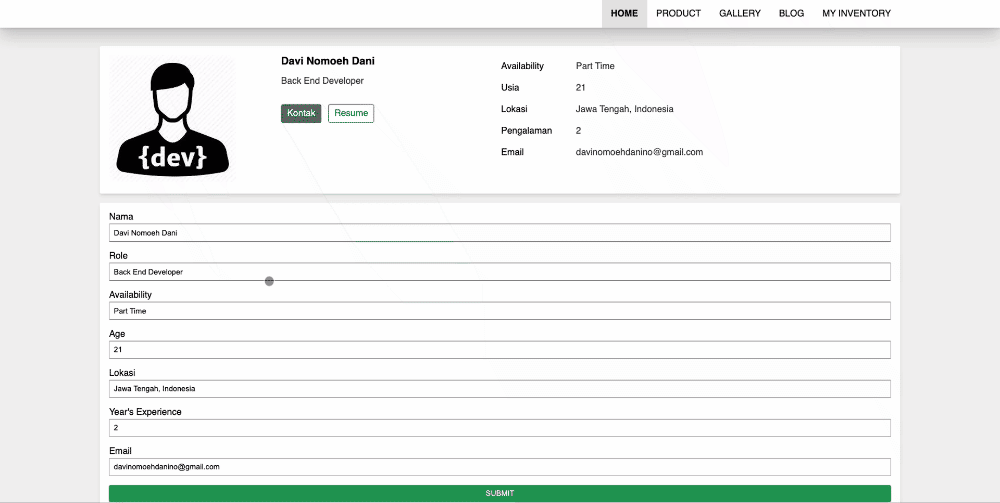 HOME PRODUCT GALLERY BLOG MY INVENTORY
{dev}
Davi Nomoeh Dani
Back End Developer
Kontak Resume
Availability Part Time
Usia 21
Lokasi Jawa Tengah, Indonesia
Pengalaman 2
Email davinomoehdanino@gmail.com
Nama
Davi Nomoeh Dani
Role
Back End Developer
Availability
Part Time
Age
21
Lokasi
Jawa Tengah, Indonesia
Year's Experience
2
Email
davinomoehdanino@gmail.com
SUBMIT